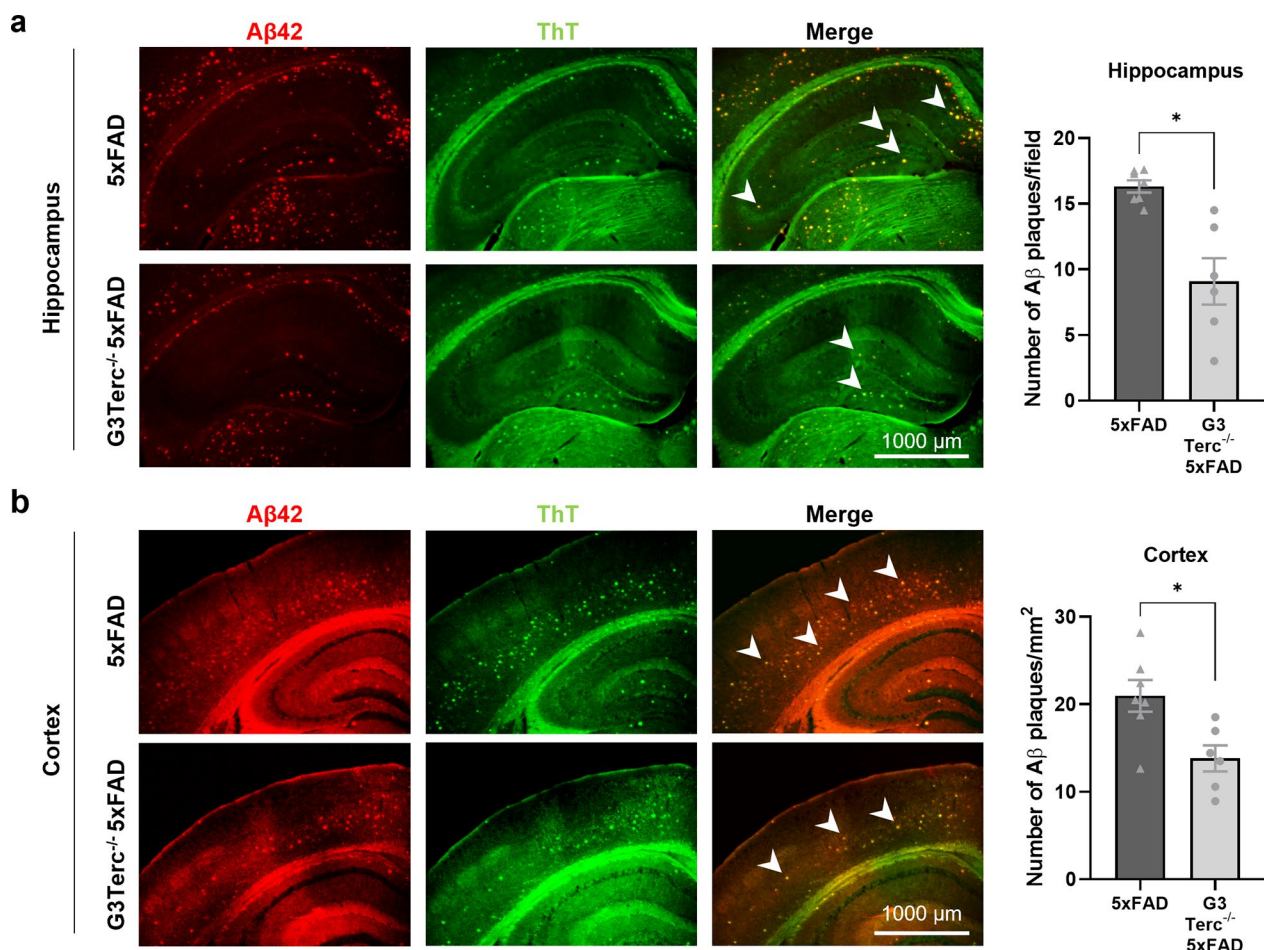 a
Aβ42 ThT Merge
Hippocampus
5xFAD
G3Terc⁻/⁻ 5xFAD
1000 µm
Hippocampus
*
Number of Aβ plaques/field
20
15
10
5
0
5xFAD
G3
Terc⁻/⁻
5xFAD
b
Aβ42 ThT Merge
Cortex
5xFAD
G3Terc⁻/⁻ 5xFAD
1000 µm
Cortex
*
Number of Aβ plaques/mm²
30
20
10
0
5xFAD
G3
Terc⁻/⁻
5xFAD